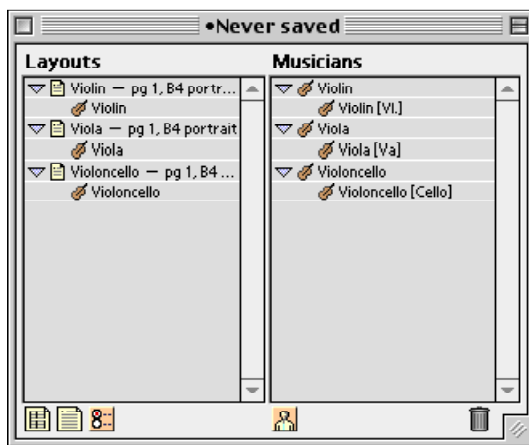 •Never saved
Layouts
Violin — pg 1, B4 portr...
Violin
Viola — pg 1, B4 portrait
Viola
Violoncello — pg 1, B4 ...
Violoncello
Musicians
Violin
Violin [Vl.]
Viola
Viola [Va]
Violoncello
Violoncello [Cello]